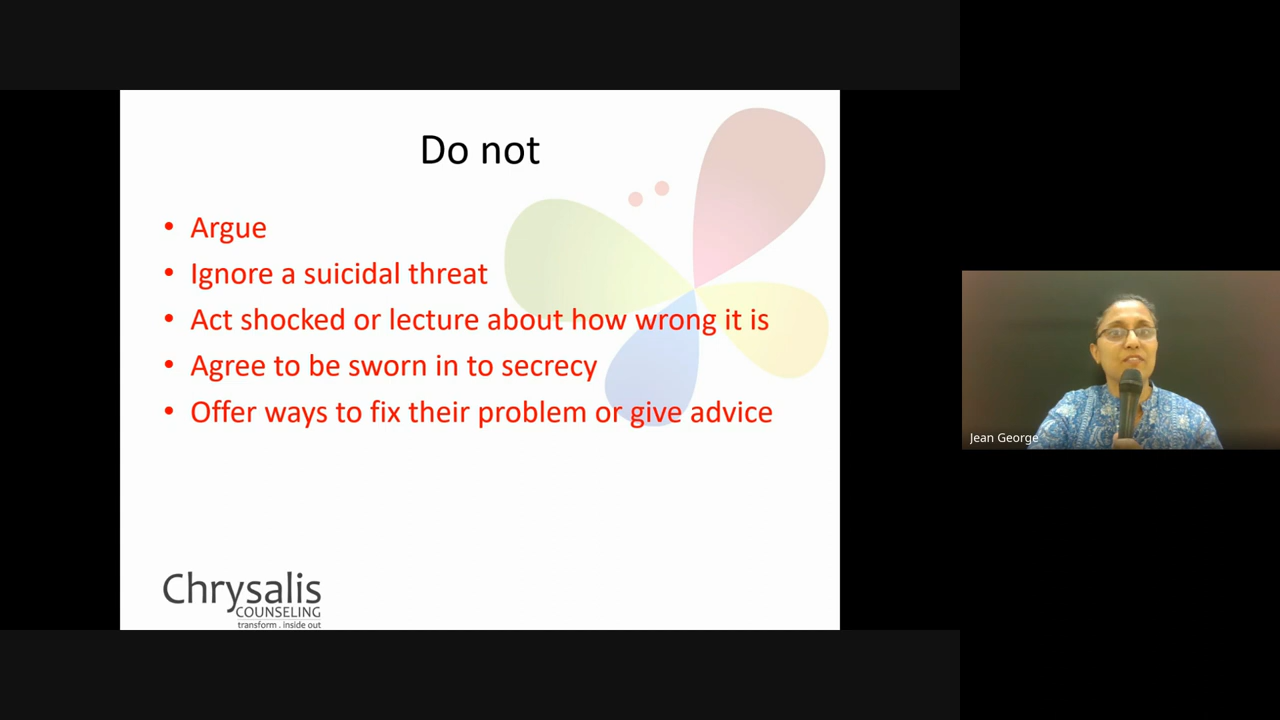 Do not
• Argue
• Ignore a suicidal threat
• Act shocked or lecture about how wrong it is
• Agree to be sworn in to secrecy
• Offer ways to fix their problem or give advice
Chrysalis
COUNSELING
transform . inside out
Jean George